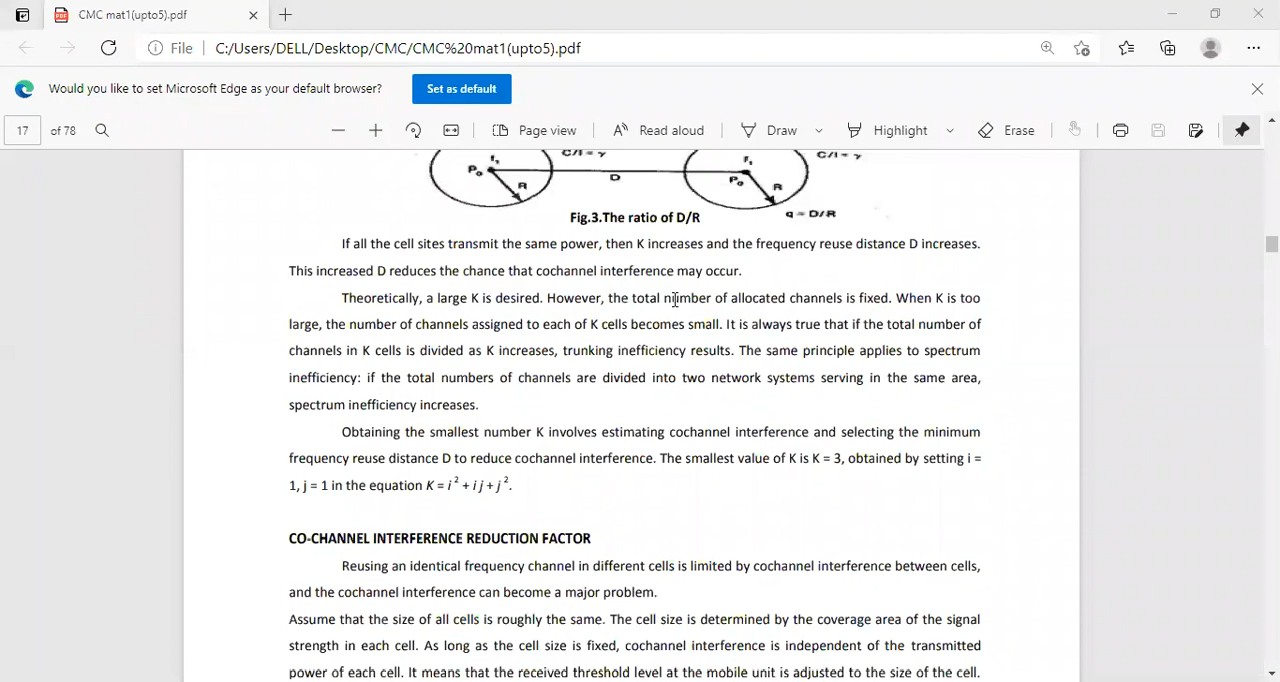 CMC mat1(upto5).pdf
File C:/Users/DELL/Desktop/CMC/CMC%20mat1(upto5).pdf
Would you like to set Microsoft Edge as your default browser? Set as default
17 of 78 Page view Read aloud Draw Highlight Erase
P₀ R D P₀ R
q = D/R
Fig.3.The ratio of D/R
If all the cell sites transmit the same power, then K increases and the frequency reuse distance D increases.
This increased D reduces the chance that cochannel interference may occur.
Theoretically, a large K is desired. However, the total number of allocated channels is fixed. When K is too
large, the number of channels assigned to each of K cells becomes small. It is always true that if the total number of
channels in K cells is divided as K increases, trunking inefficiency results. The same principle applies to spectrum
inefficiency: if the total numbers of channels are divided into two network systems serving in the same area,
spectrum inefficiency increases.
Obtaining the smallest number K involves estimating cochannel interference and selecting the minimum
frequency reuse distance D to reduce cochannel interference. The smallest value of K is K = 3, obtained by setting i =
1, j = 1 in the equation K = i² + i j + j².
CO-CHANNEL INTERFERENCE REDUCTION FACTOR
Reusing an identical frequency channel in different cells is limited by cochannel interference between cells,
and the cochannel interference can become a major problem.
Assume that the size of all cells is roughly the same. The cell size is determined by the coverage area of the signal
strength in each cell. As long as the cell size is fixed, cochannel interference is independent of the transmitted
power of each cell. It means that the received threshold level at the mobile unit is adjusted to the size of the cell.